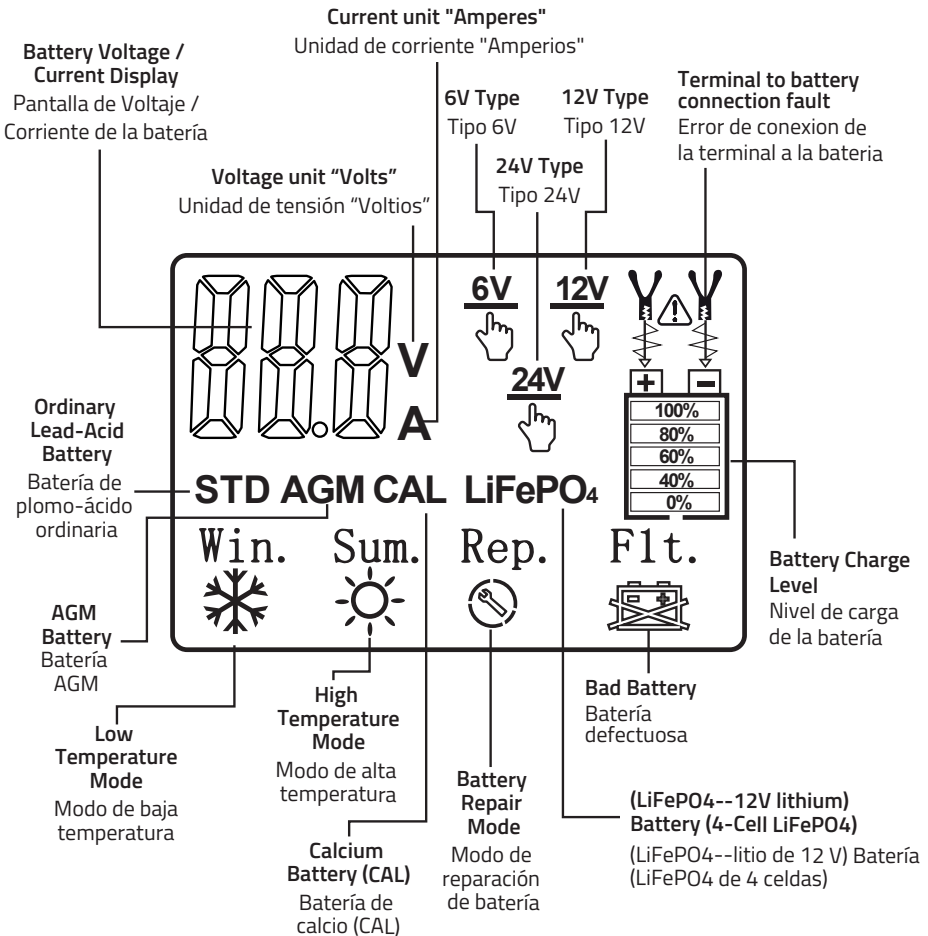 Current unit "Amperes"
Unidad de corriente "Amperios"
Battery Voltage /
Current Display
Pantalla de Voltaje /
Corriente de la batería
6V Type
Tipo 6V
12V Type
Tipo 12V
Terminal to battery
connection fault
Error de conexion de
la terminal a la bateria
24V Type
Tipo 24V
Voltage unit “Volts”
Unidad de tensión “Voltios”
6V
12V
24V
V
A
+ −
100%
80%
60%
40%
0%
Ordinary
Lead-Acid
Battery
Batería de
plomo-ácido
ordinaria
STD AGM CAL LiFePO4
Win. Sum. Rep. Flt.
- +
AGM
Battery
Batería
AGM
Battery Charge
Level
Nivel de carga
de la batería
Low
Temperature
Mode
Modo de baja
temperatura
High
Temperature
Mode
Modo de alta
temperatura
Bad Battery
Batería
defectuosa
Calcium
Battery (CAL)
Batería de
calcio (CAL)
Battery
Repair
Mode
Modo de
reparación
de batería
(LiFePO4--12V lithium)
Battery (4-Cell LiFePO4)
(LiFePO4--litio de 12 V) Batería
(LiFePO4 de 4 celdas)